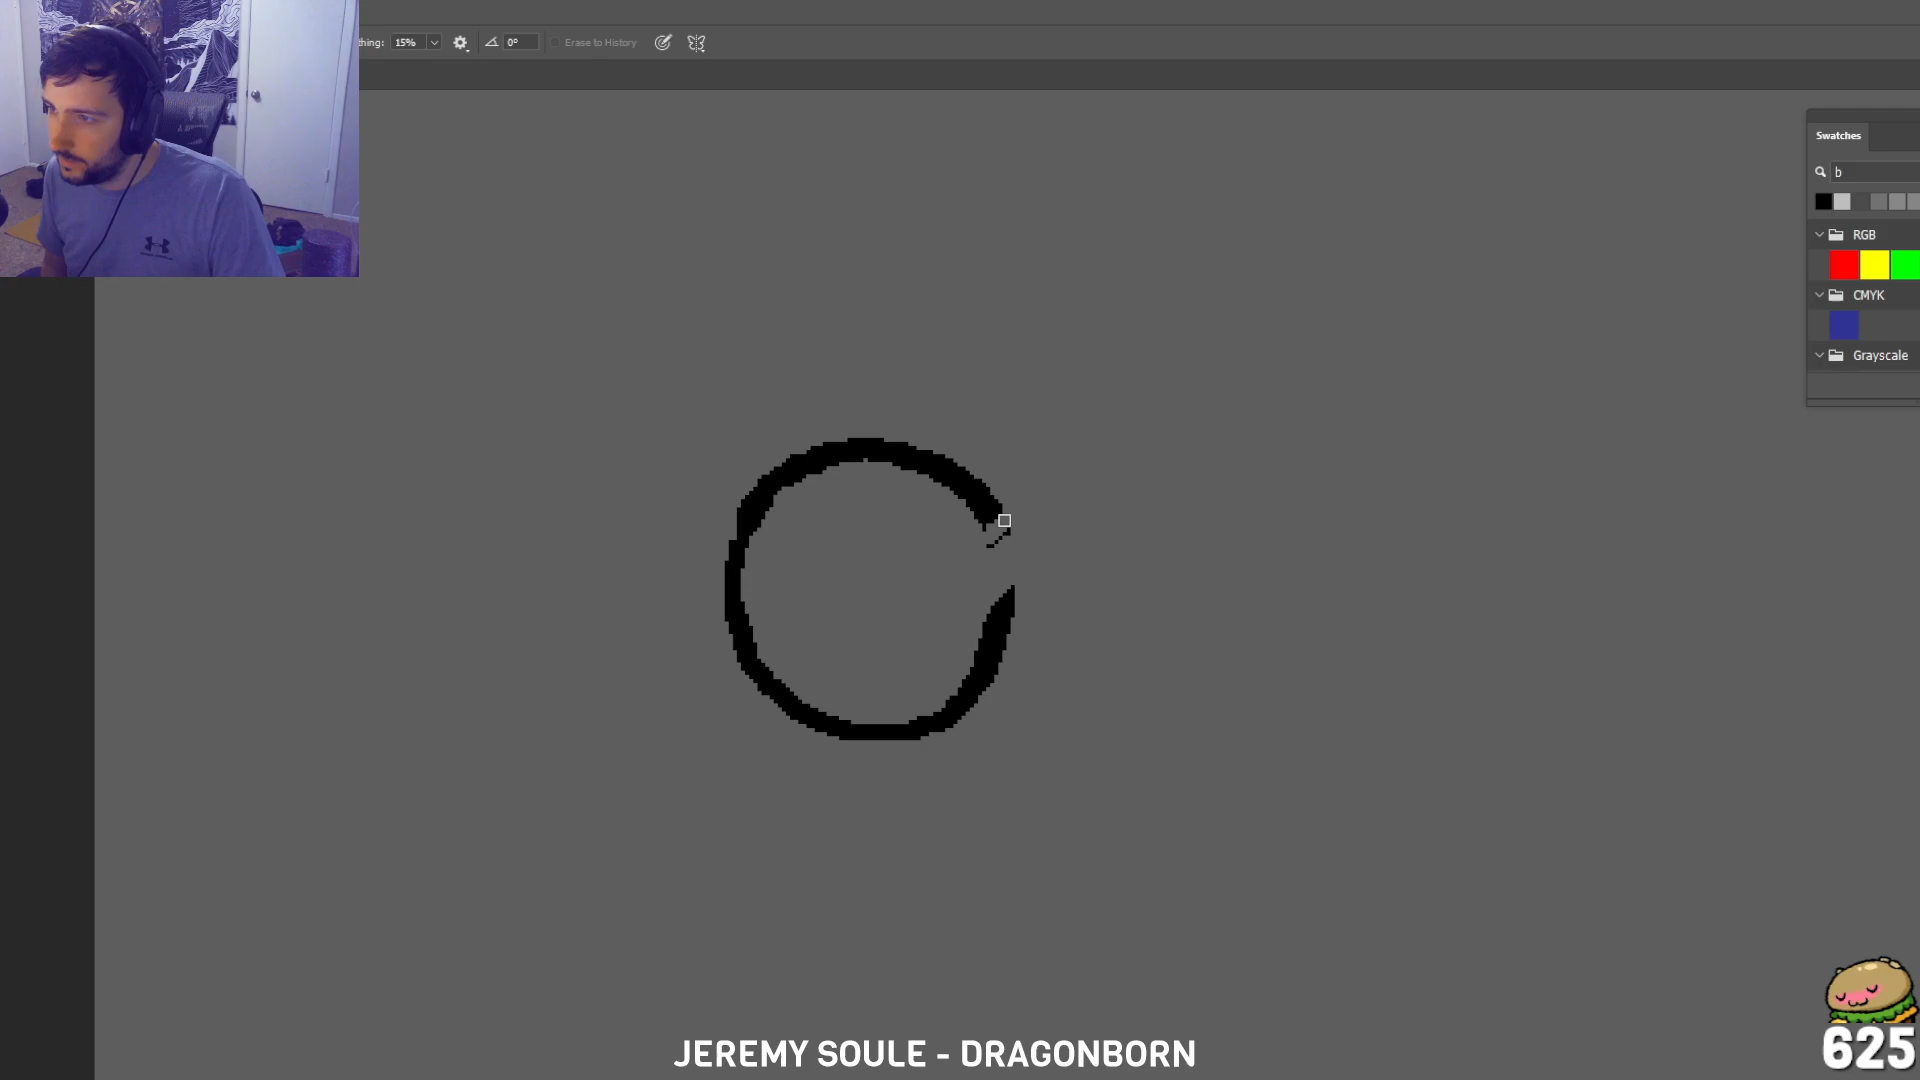 thing: 15% 0° Erase to History
Swatches
b
RGB
CMYK
Grayscale
JEREMY SOULE - DRAGONBORN
625